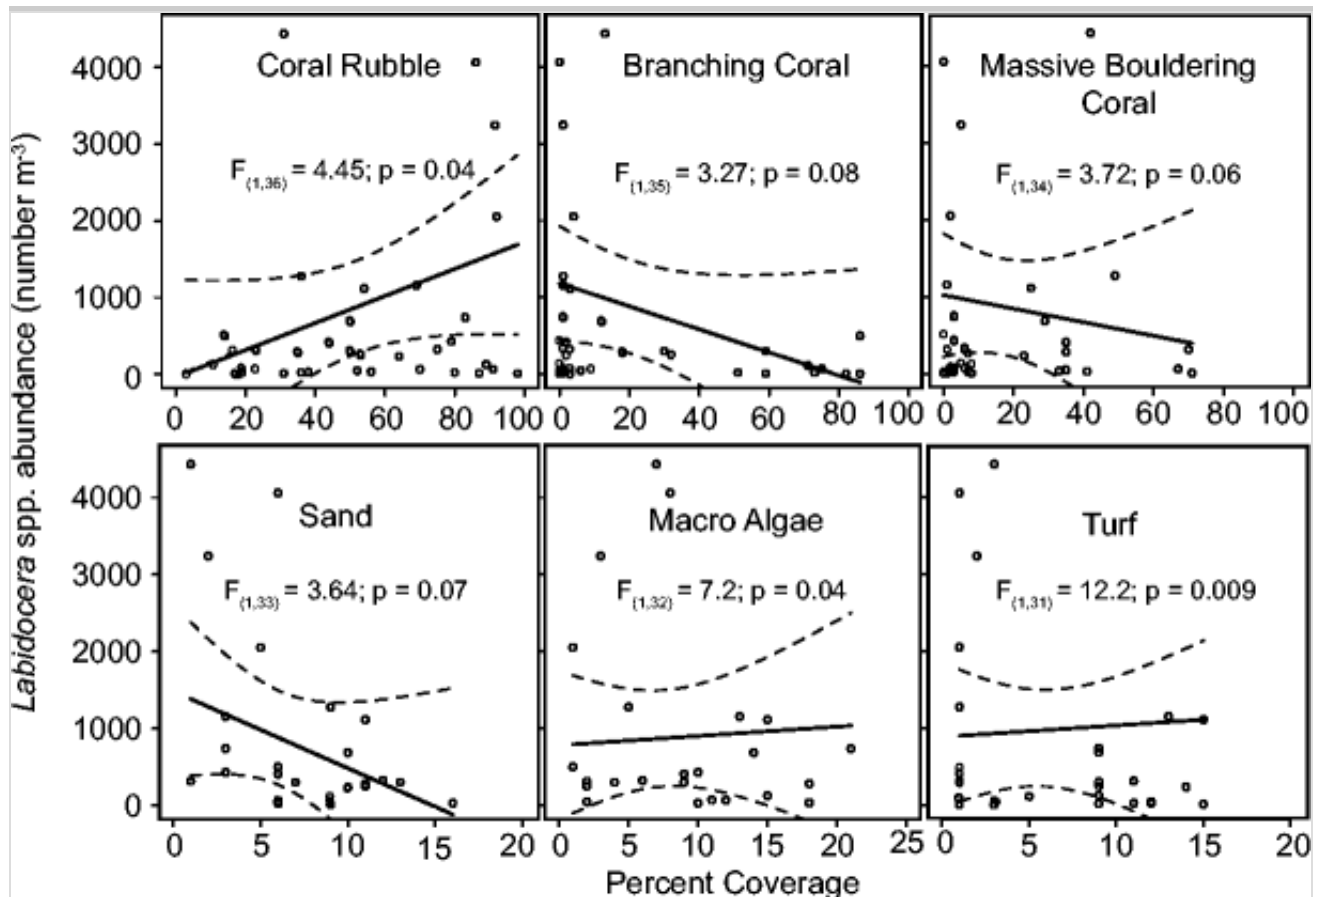 Labidocera spp. abundance (number m⁻³)
4000
3000
2000
1000
0
Coral Rubble
F(1,36) = 4.45; p = 0.04
0 20 40 60 80 100
Branching Coral
F(1,35) = 3.27; p = 0.08
0 20 40 60 80 100
Massive Bouldering
Coral
F(1,34) = 3.72; p = 0.06
0 20 40 60 80 100
4000
3000
2000
1000
0
Sand
F(1,33) = 3.64; p = 0.07
0 5 10 15 20
Macro Algae
F(1,32) = 7.2; p = 0.04
0 5 10 15 20 25
Turf
F(1,31) = 12.2; p = 0.009
0 5 10 15 20
Percent Coverage